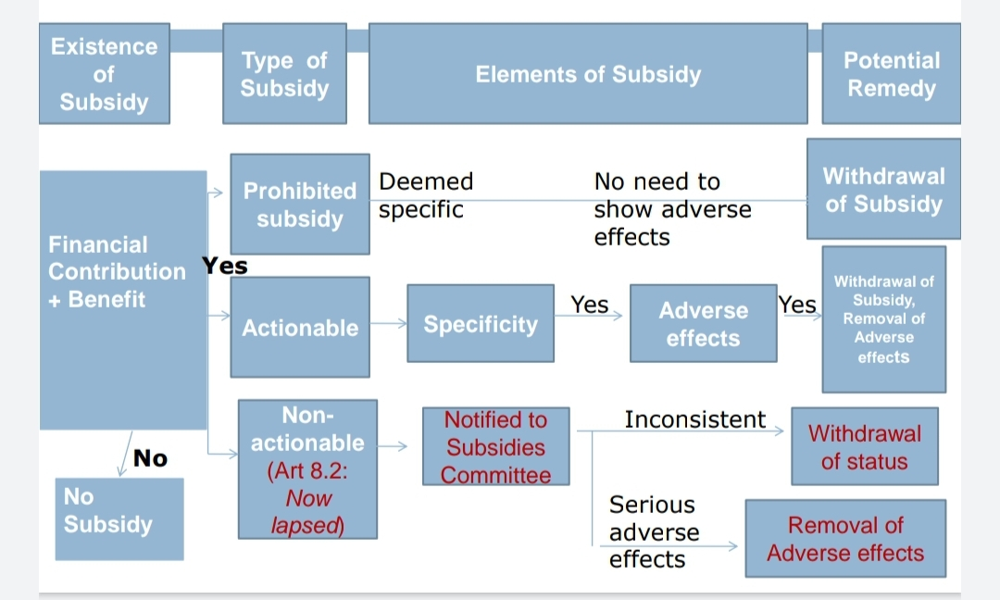 Existence
of
Subsidy
Type of
Subsidy
Elements of Subsidy
Potential
Remedy
Prohibited
subsidy
Deemed
specific
No need to
show adverse
effects
Withdrawal
of Subsidy
Financial
Contribution
+ Benefit
Yes
Actionable
Specificity
Yes
Adverse
effects
Yes
Withdrawal of
Subsidy,
Removal of
Adverse
effects
Non-
actionable
(Art 8.2:
Now
lapsed)
Notified to
Subsidies
Committee
Inconsistent
Withdrawal
of status
Serious
adverse
effects
Removal of
Adverse effects
No
No
Subsidy